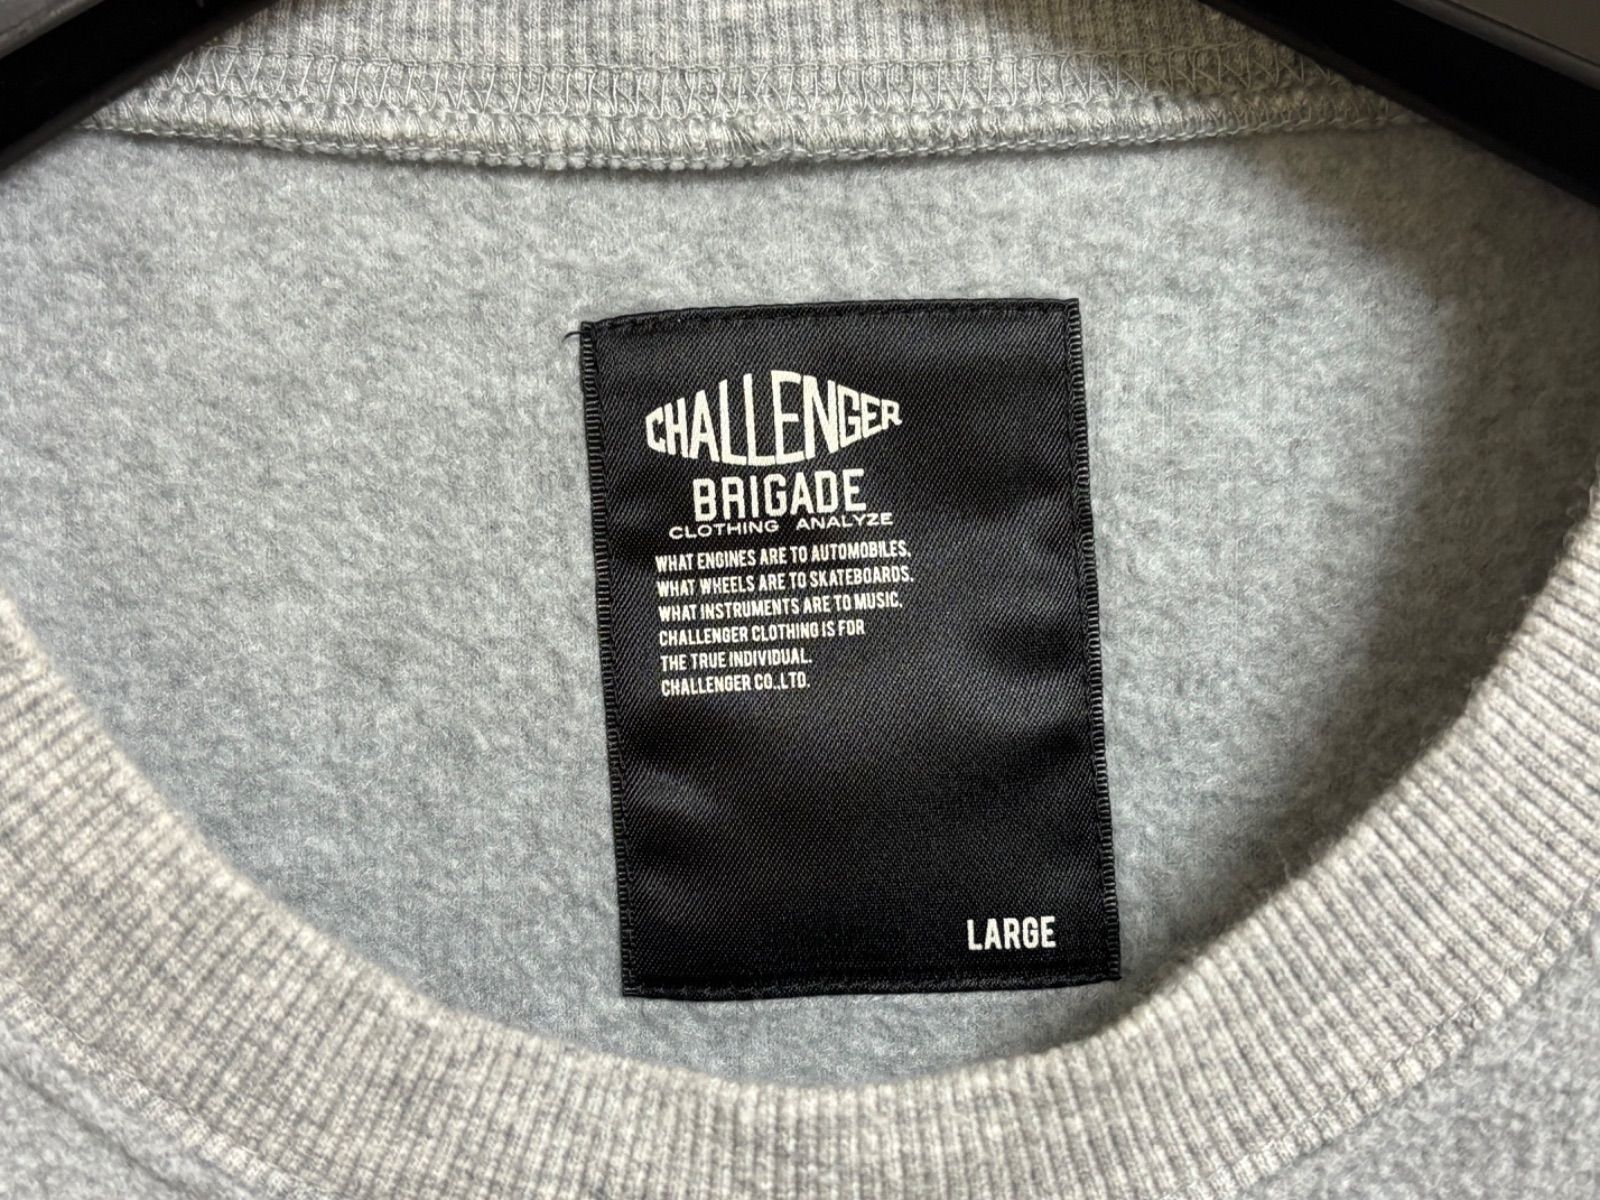 CHALLENGER
BRIGADE
CLOTHING ANALYZE
WHAT ENGINES ARE TO AUTOMOBILES.
WHAT WHEELS ARE TO SKATEBOARDS.
WHAT INSTRUMENTS ARE TO MUSIC.
CHALLENGER CLOTHING IS FOR
THE TRUE INDIVIDUAL.
CHALLENGER CO.,LTD.
LARGE